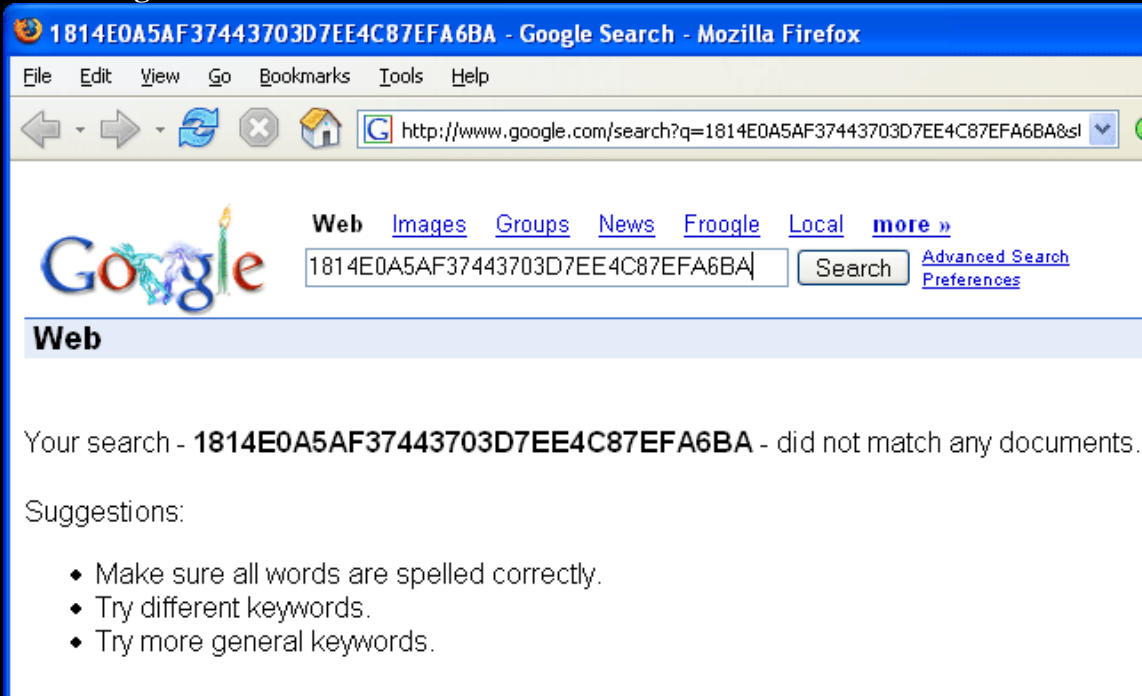 1814E0A5AF37443703D7EE4C87EFA6BA - Google Search - Mozilla Firefox
File Edit View Go Bookmarks Tools Help
G http://www.google.com/search?q=1814E0A5AF37443703D7EE4C87EFA6BA&sl
Web Images Groups News Froogle Local more »
Google 1814E0A5AF37443703D7EE4C87EFA6BA Search Advanced Search
Preferences
Web
Your search - 1814E0A5AF37443703D7EE4C87EFA6BA - did not match any documents.
Suggestions:
• Make sure all words are spelled correctly.
• Try different keywords.
• Try more general keywords.